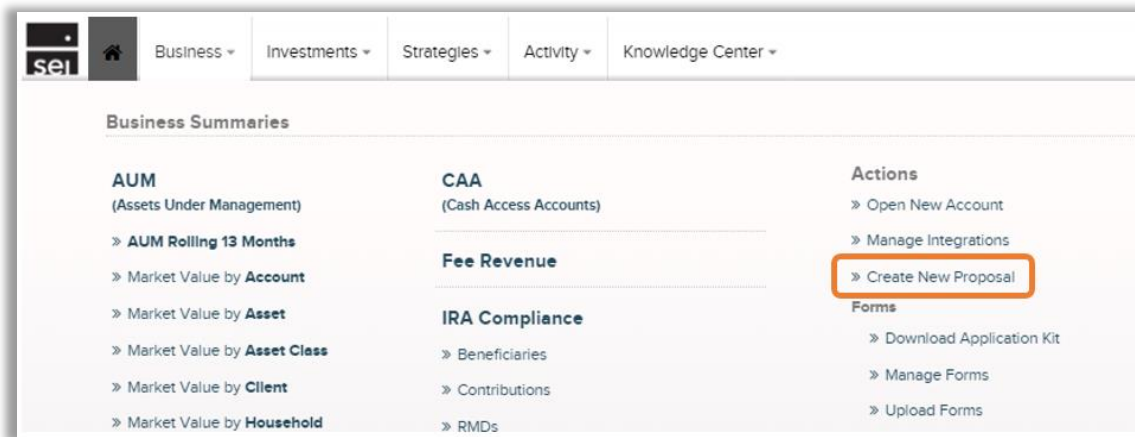 sei
Business
Investments
Strategies
Activity
Knowledge Center
Business Summaries
AUM
(Assets Under Management)
» AUM Rolling 13 Months
» Market Value by Account
» Market Value by Asset
» Market Value by Asset Class
» Market Value by Client
» Market Value by Household
CAA
(Cash Access Accounts)
Fee Revenue
IRA Compliance
» Beneficiaries
» Contributions
» RMDs
Actions
» Open New Account
» Manage Integrations
» Create New Proposal
Forms
» Download Application Kit
» Manage Forms
» Upload Forms